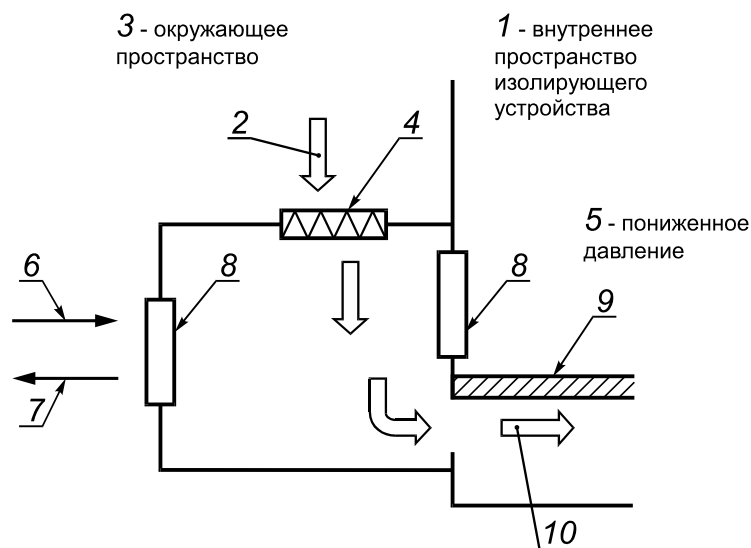 3 - окружающее
пространство
1 - внутреннее
пространство
изолирующего
устройства
2
4
5 - пониженное
давление
6
8
8
9
7
10